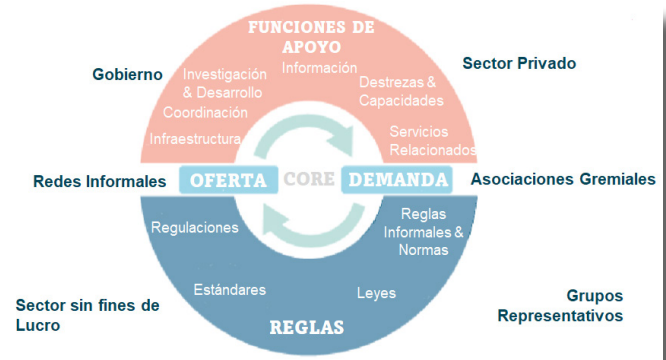 FUNCIONES DE
APOYO
Gobierno
Investigación
& Desarrollo
Coordinación
Infraestructura
Información
Destrezas &
Capacidades
Servicios
Relacionados
Sector Privado
Redes Informales
OFERTA
CORE
DEMANDA
Asociaciones Gremiales
Regulaciones
Estándares
Leyes
Reglas
Informales &
Normas
REGLAS
Sector sin fines de
Lucro
Grupos
Representativos